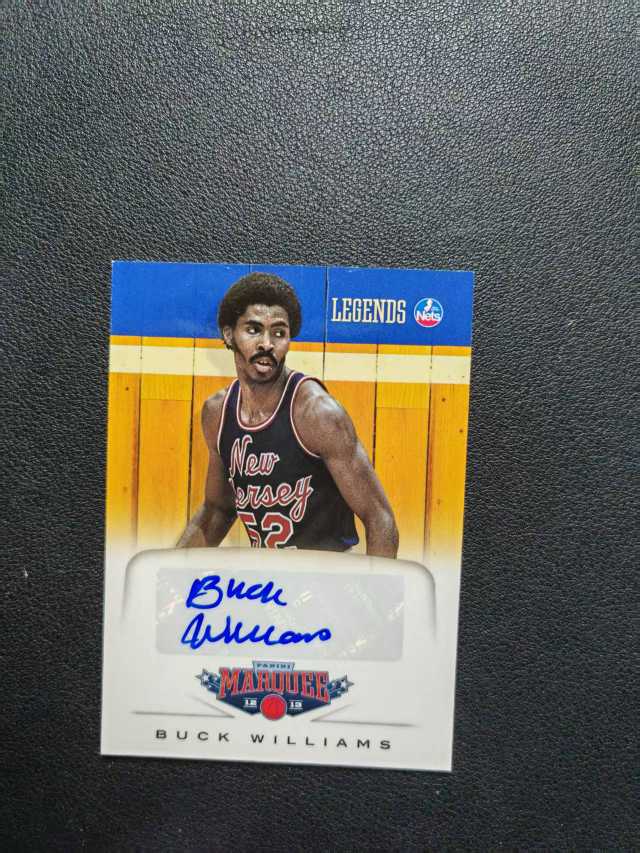 LEGENDS
Nets
New
Jersey
52
Buck
Williams
PANINI
MARQUEE
12 13
BUCK WILLIAMS